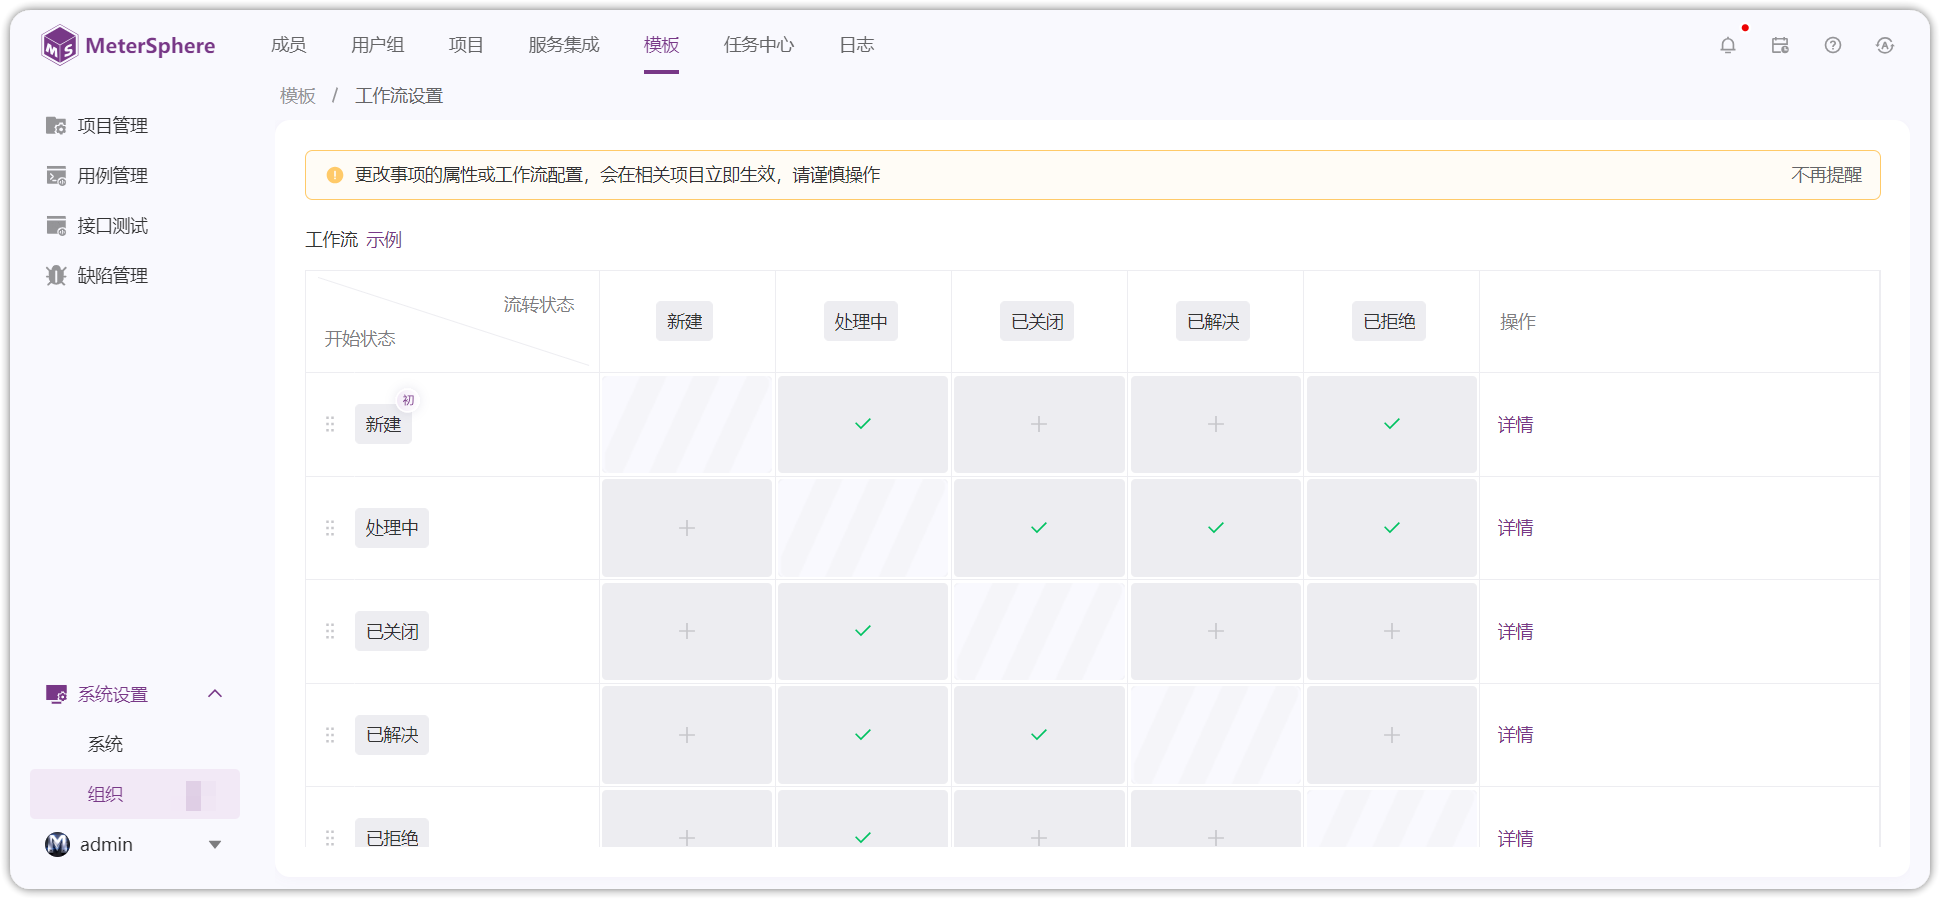 MeterSphere
成员 用户组 项目 服务集成 模板 任务中心 日志
模板 / 工作流设置
项目管理
用例管理
接口测试
缺陷管理
系统设置
系统
组织
admin
更改事项的属性或工作流配置，会在相关项目立即生效，请谨慎操作 不再提醒
工作流 示例
流转状态
开始状态
新建 处理中 已关闭 已解决 已拒绝 操作
新建 初 详情
处理中 详情
已关闭 详情
已解决 详情
已拒绝 详情